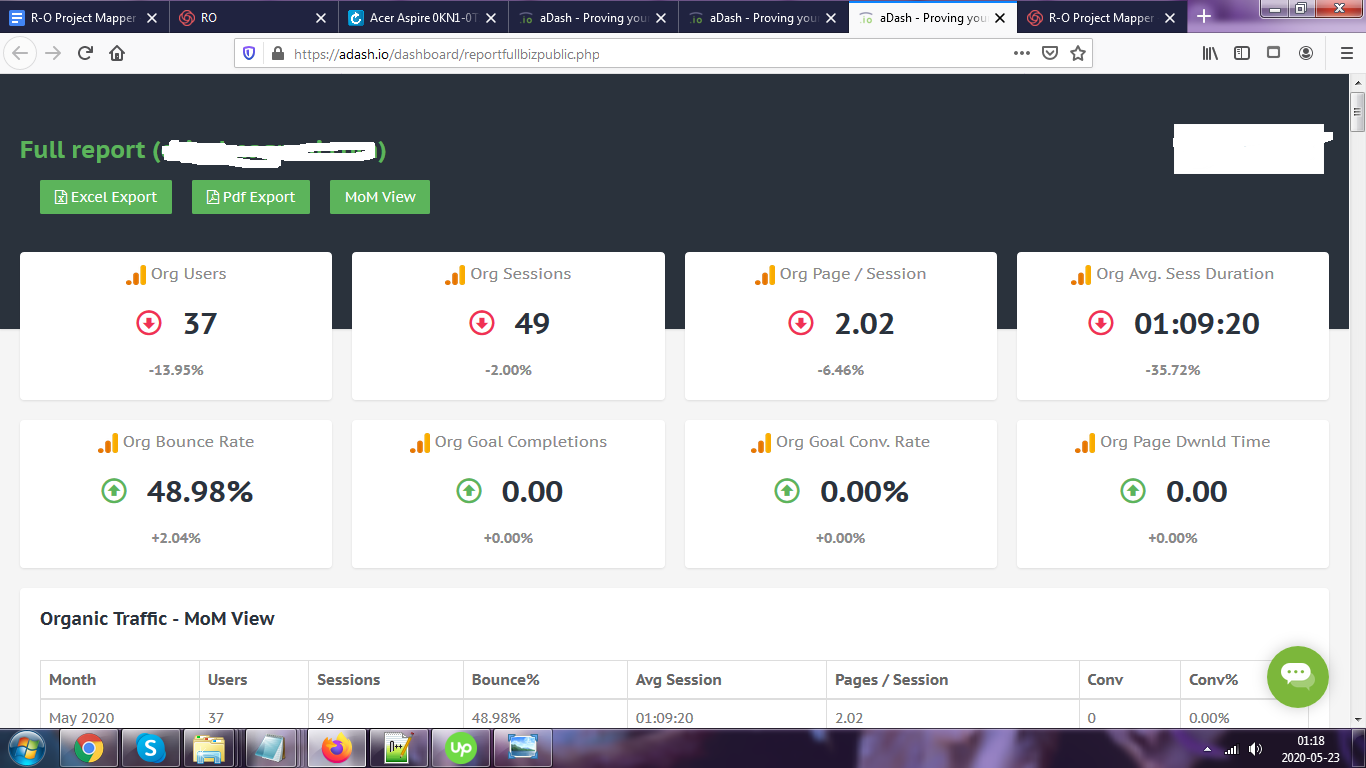 R-O Project Mapper
RO
Acer Aspire 0KN1-0T
aDash - Proving your
aDash - Proving your
aDash - Proving your
R-O Project Mapper
https://adash.io/dashboard/reportfullbizpublic.php
Full report ( )
Excel Export Pdf Export MoM View
Org Users Org Sessions Org Page / Session Org Avg. Sess Duration
37 49 2.02 01:09:20
-13.95% -2.00% -6.46% -35.72%
Org Bounce Rate Org Goal Completions Org Goal Conv. Rate Org Page Dwnld Time
48.98% 0.00 0.00% 0.00
+2.04% +0.00% +0.00% +0.00%
Organic Traffic - MoM View
Month Users Sessions Bounce% Avg Session Pages / Session Conv Conv%
May 2020 37 49 48.98% 01:09:20 2.02 0 0.00%
01:18
2020-05-23